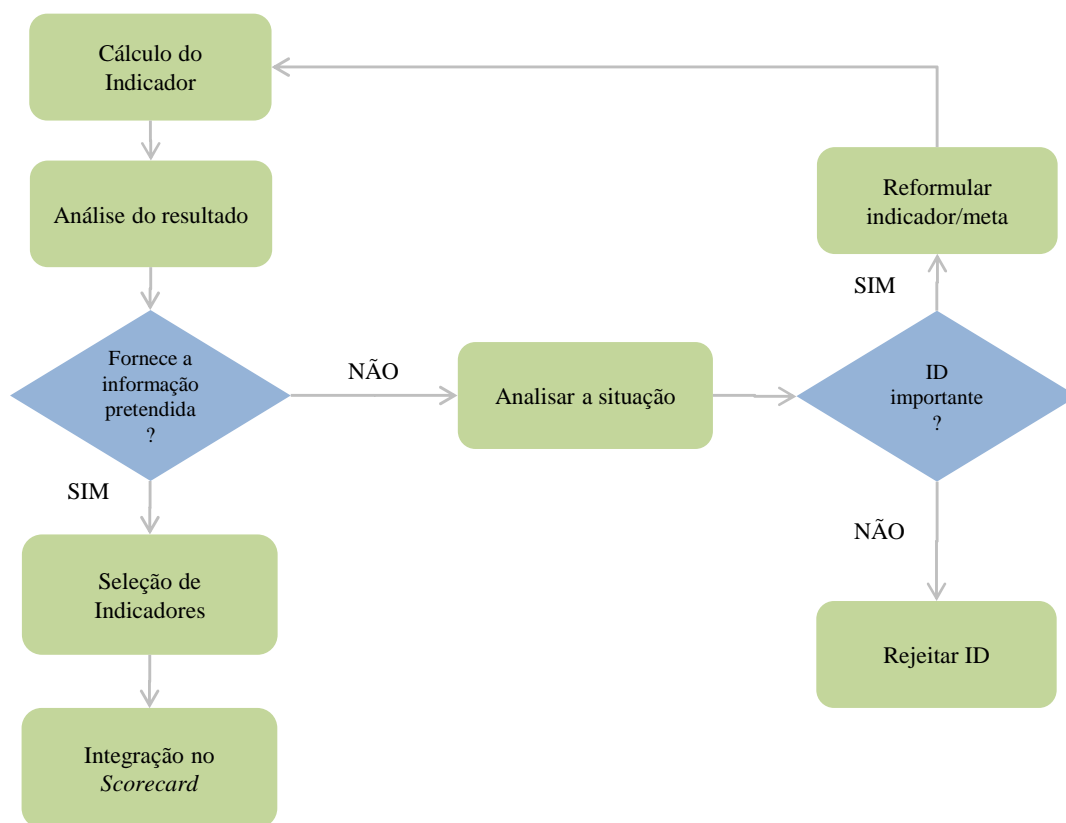 Cálculo do
Indicador
Análise do resultado
Fornece a
informação
pretendida
?
NÃO
Analisar a situação
ID
importante
?
SIM
Reformular
indicador/meta
NÃO
Rejeitar ID
SIM
Seleção de
Indicadores
Integração no
Scorecard